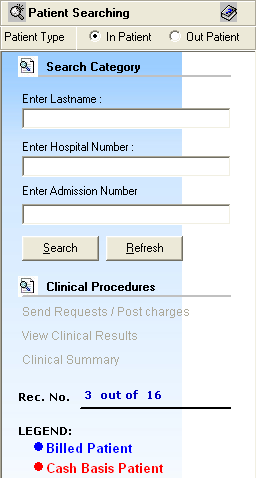 Patient Searching
Patient Type In Patient Out Patient
Search Category
Enter Lastname :
Enter Hospital Number :
Enter Admission Number
Search Refresh
Clinical Procedures
Send Requests / Post charges
View Clinical Results
Clinical Summary
Rec. No. 3 out of 16
LEGEND:
Billed Patient
Cash Basis Patient